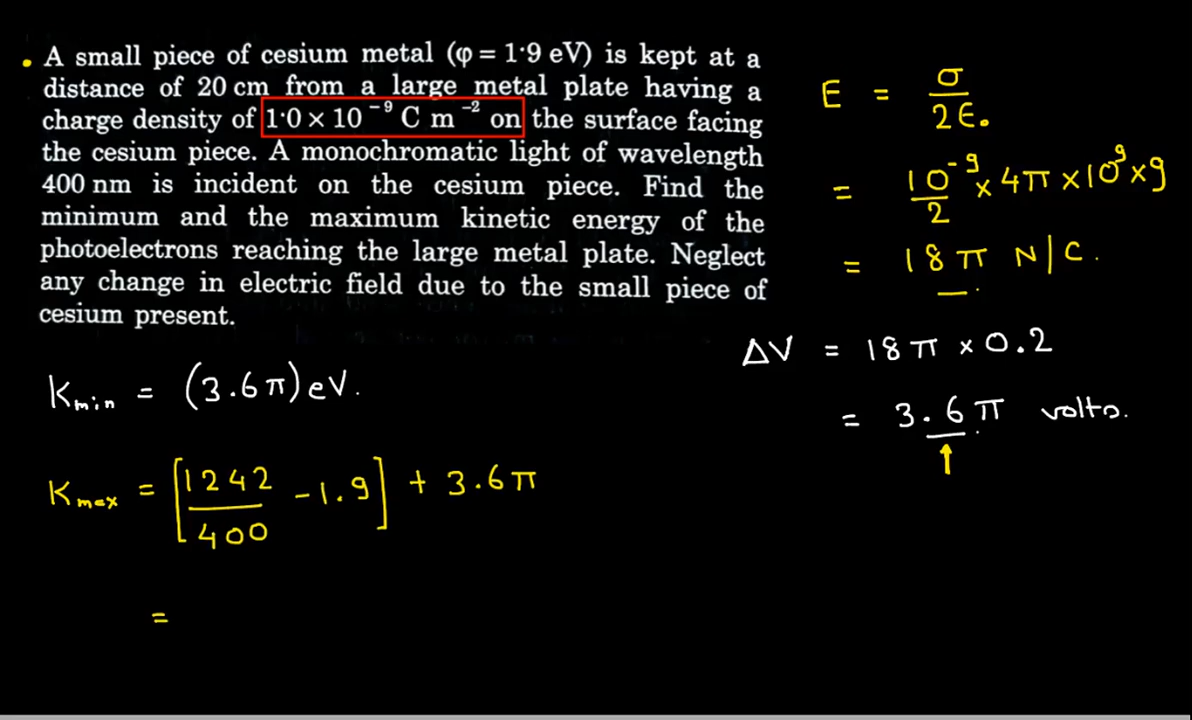 • A small piece of cesium metal (φ = 1·9 eV) is kept at a
distance of 20 cm from a large metal plate having a
charge density of 1·0 × 10⁻⁹ C m⁻² on the surface facing
the cesium piece. A monochromatic light of wavelength
400 nm is incident on the cesium piece. Find the
minimum and the maximum kinetic energy of the
photoelectrons reaching the large metal plate. Neglect
any change in electric field due to the small piece of
cesium present.
E = σ/2ϵ₀
= 10⁻⁹/2 × 4π × 10⁹ × 9
= 18π N/C.
ΔV = 18π × 0.2
= 3.6π volts.
Kmin = (3.6π) eV.
Kmax = [1242/400 - 1.9] + 3.6π
=